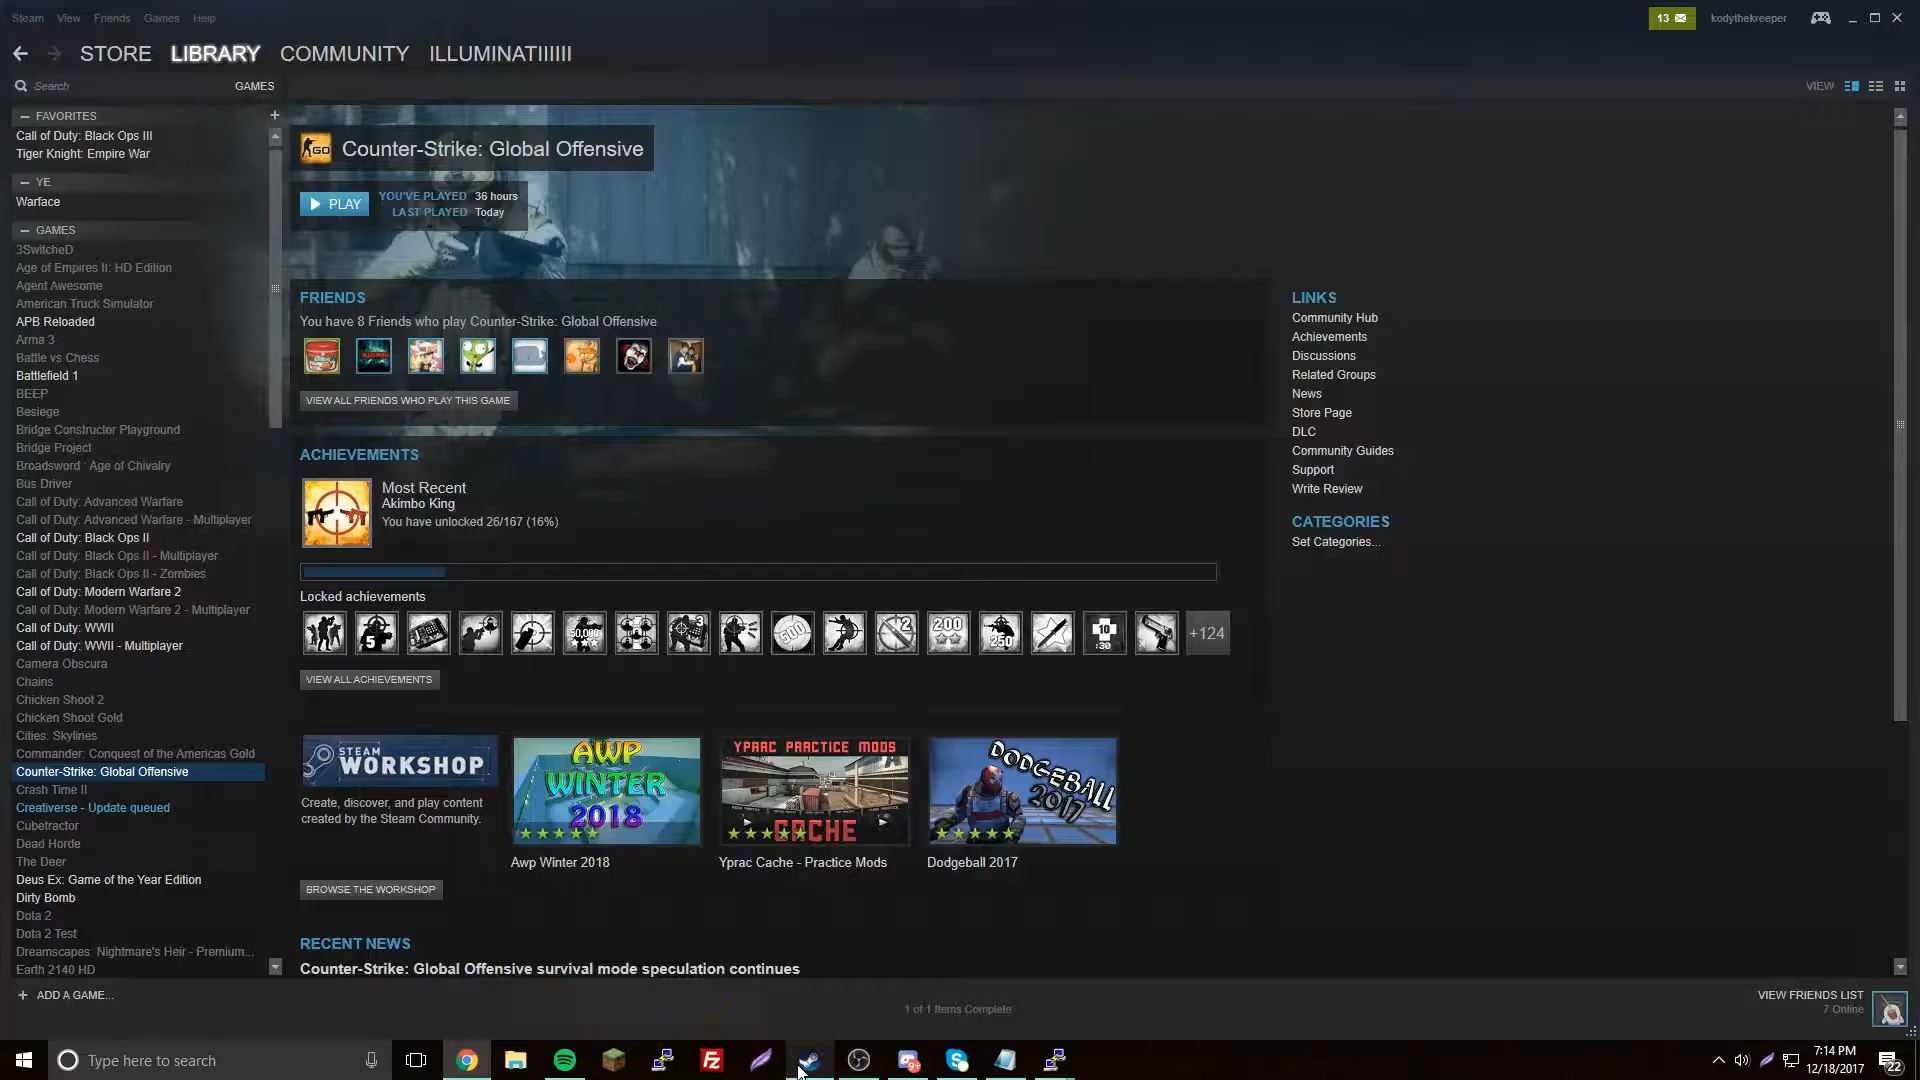 Steam View Friends Games Help
13
kodythekreeper
STORE LIBRARY COMMUNITY ILLUMINATIIIIII
Search
GAMES
VIEW
— FAVORITES +
Call of Duty: Black Ops III
Tiger Knight: Empire War
— YE
Warface
— GAMES
3SwitcheD
Age of Empires II: HD Edition
Agent Awesome
American Truck Simulator
APB Reloaded
Arma 3
Battle vs Chess
Battlefield 1
BEEP
Besiege
Bridge Constructor Playground
Bridge Project
Broadsword : Age of Chivalry
Bus Driver
Call of Duty: Advanced Warfare
Call of Duty: Advanced Warfare - Multiplayer
Call of Duty: Black Ops II
Call of Duty: Black Ops II - Multiplayer
Call of Duty: Black Ops II - Zombies
Call of Duty: Modern Warfare 2
Call of Duty: Modern Warfare 2 - Multiplayer
Call of Duty: WWII
Call of Duty: WWII - Multiplayer
Camera Obscura
Chains
Chicken Shoot 2
Chicken Shoot Gold
Cities: Skylines
Commander: Conquest of the Americas Gold
Counter-Strike: Global Offensive
Crash Time II
Creativerse - Update queued
Cubetractor
Dead Horde
The Deer
Deus Ex: Game of the Year Edition
Dirty Bomb
Dota 2
Dota 2 Test
Dreamscapes: Nightmare's Heir - Premium...
Earth 2140 HD
+ ADD A GAME...
GO
Counter-Strike: Global Offensive
PLAY
YOU'VE PLAYED 36 hours
LAST PLAYED Today
FRIENDS
You have 8 Friends who play Counter-Strike: Global Offensive
VIEW ALL FRIENDS WHO PLAY THIS GAME
ACHIEVEMENTS
Most Recent
Akimbo King
You have unlocked 26/167 (16%)
Locked achievements
5
50,000
3
500
2
200
250
10
:30
+124
VIEW ALL ACHIEVEMENTS
STEAM
WORKSHOP
Create, discover, and play content
created by the Steam Community.
BROWSE THE WORKSHOP
AWP
WINTER
2018
Awp Winter 2018
YPRAC PRACTICE MODS
CACHE
Yprac Cache - Practice Mods
DODGEBALL
2017
Dodgeball 2017
RECENT NEWS
Counter-Strike: Global Offensive survival mode speculation continues
LINKS
Community Hub
Achievements
Discussions
Related Groups
News
Store Page
DLC
Community Guides
Support
Write Review
CATEGORIES
Set Categories...
1 of 1 Items Complete
VIEW FRIENDS LIST
7 Online
Type here to search
Fz
9+
7:14 PM
12/18/2017
22